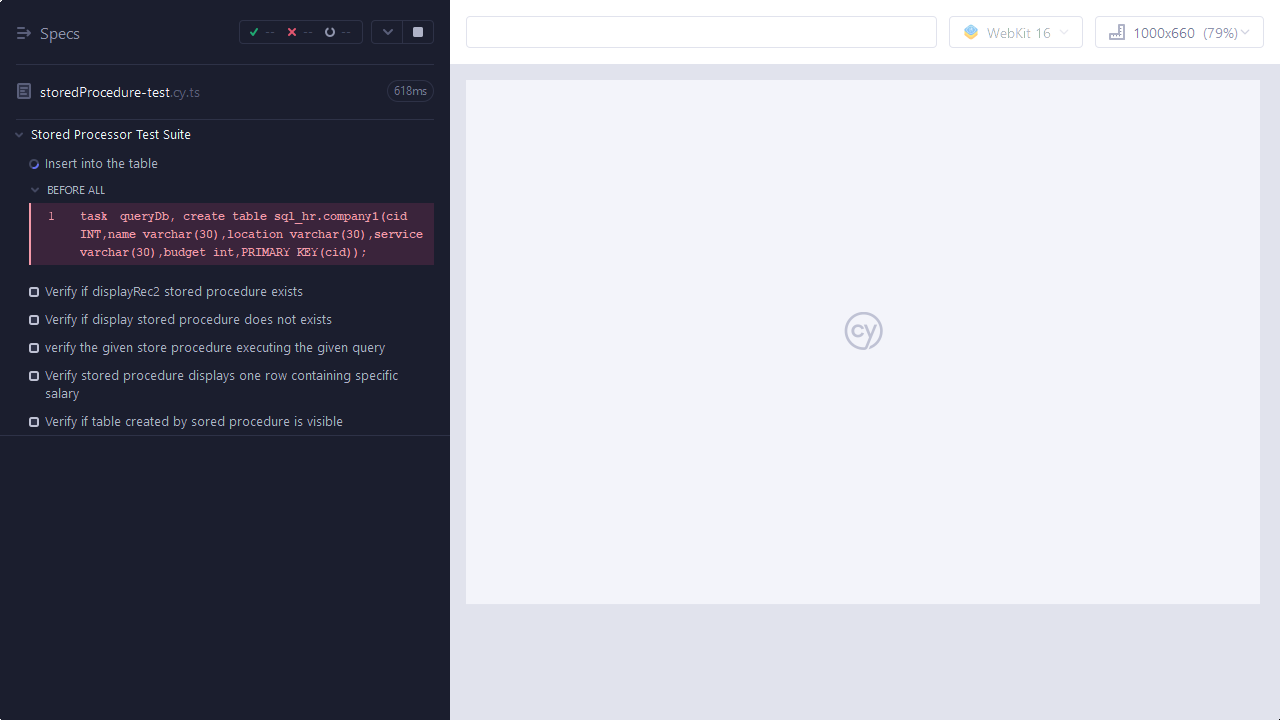 Specs
-- -- --
storedProcedure-test.cy.ts 618ms
Stored Processor Test Suite
Insert into the table
BEFORE ALL
1 task queryDb, create table sql_hr.company1(cid
INT,name varchar(30),location varchar(30),service
varchar(30),budget int,PRIMARY KEY(cid));
Verify if displayRec2 stored procedure exists
Verify if display stored procedure does not exists
verify the given store procedure executing the given query
Verify stored procedure displays one row containing specific
salary
Verify if table created by sored procedure is visible
WebKit 16
1000x660 (79%)
cy